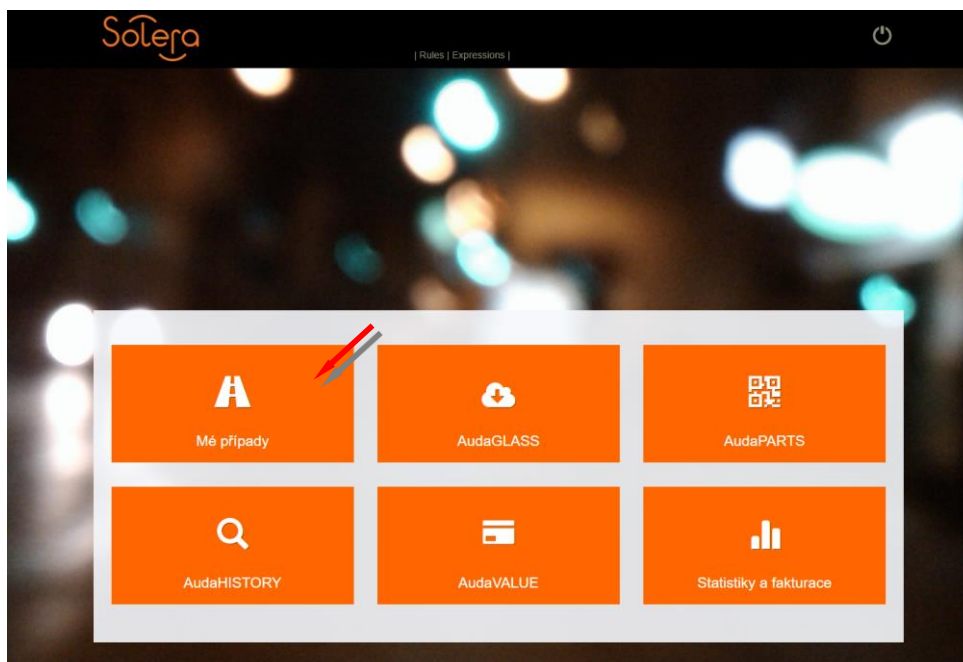 Solera
| Rules | Expressions |
Mé případy
AudaGLASS
AudaPARTS
AudaHISTORY
AudaVALUE
Statistiky a fakturace